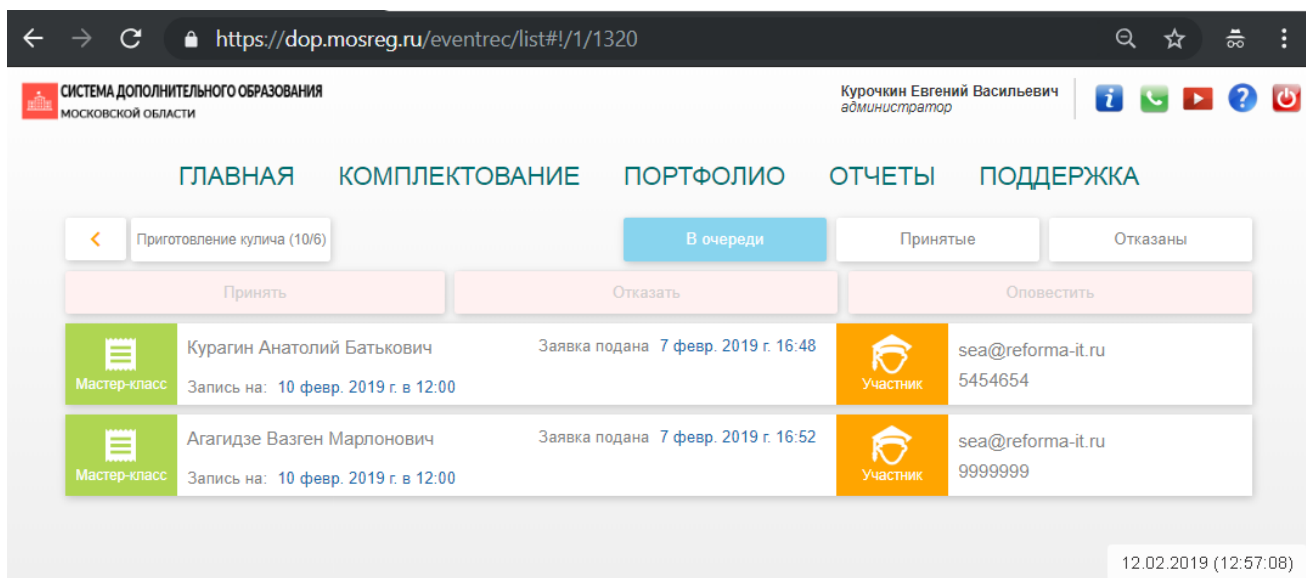 https://dop.mosreg.ru/eventrec/list#!/1/1320
СИСТЕМА ДОПОЛНИТЕЛЬНОГО ОБРАЗОВАНИЯ
МОСКОВСКОЙ ОБЛАСТИ
Курочкин Евгений Васильевич
администратор
ГЛАВНАЯ КОМПЛЕКТОВАНИЕ ПОРТФОЛИО ОТЧЕТЫ ПОДДЕРЖКА
Приготовление кулича (10/6) В очереди Принятые Отказаны
Принять Отказать Оповестить
Курагин Анатолий Батькович Заявка подана 7 февр. 2019 г. 16:48 sea@reforma-it.ru
Мастер-класс Запись на: 10 февр. 2019 г. в 12:00 Участник 5454654
Агагидзе Вазген Марлонович Заявка подана 7 февр. 2019 г. 16:52 sea@reforma-it.ru
Мастер-класс Запись на: 10 февр. 2019 г. в 12:00 Участник 9999999
12.02.2019 (12:57:08)